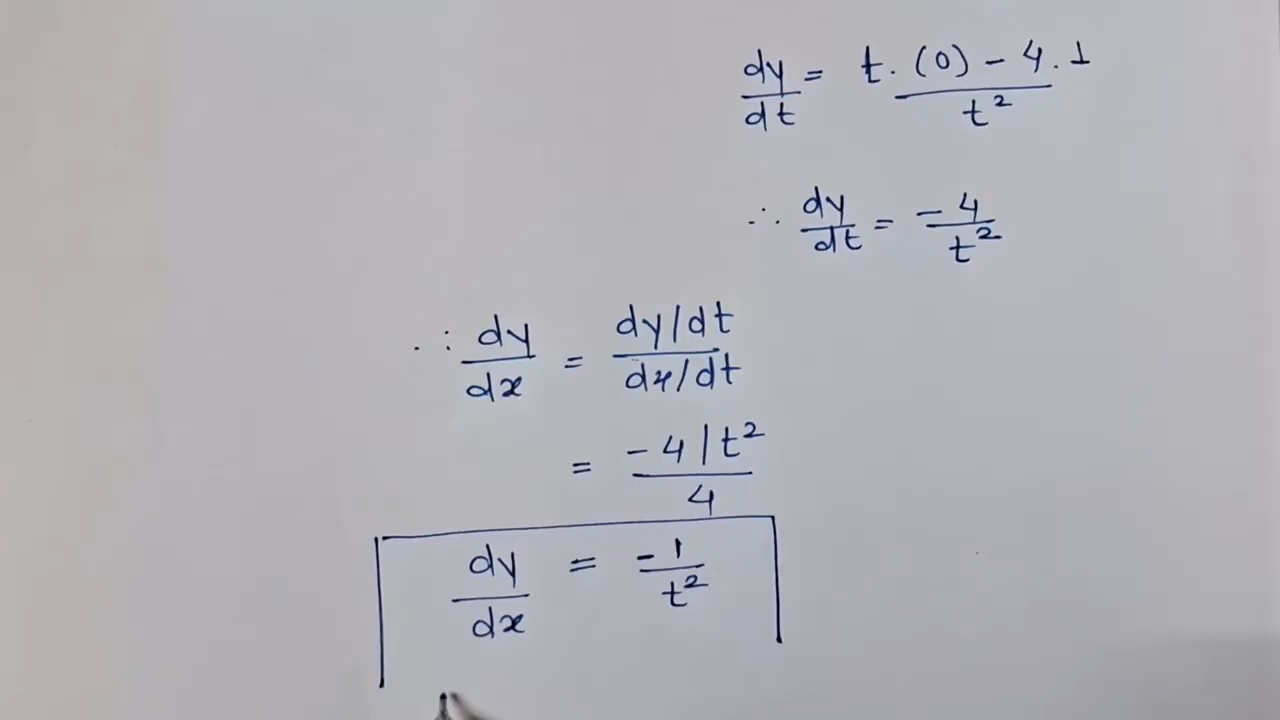 dy/dt = t. (0) - 4 . 1 / t²
∴ dy/dt = -4/t²
∴ dy/dx = dy/dt / dx/dt
= -4/t² / 4
dy/dx = -1/t²